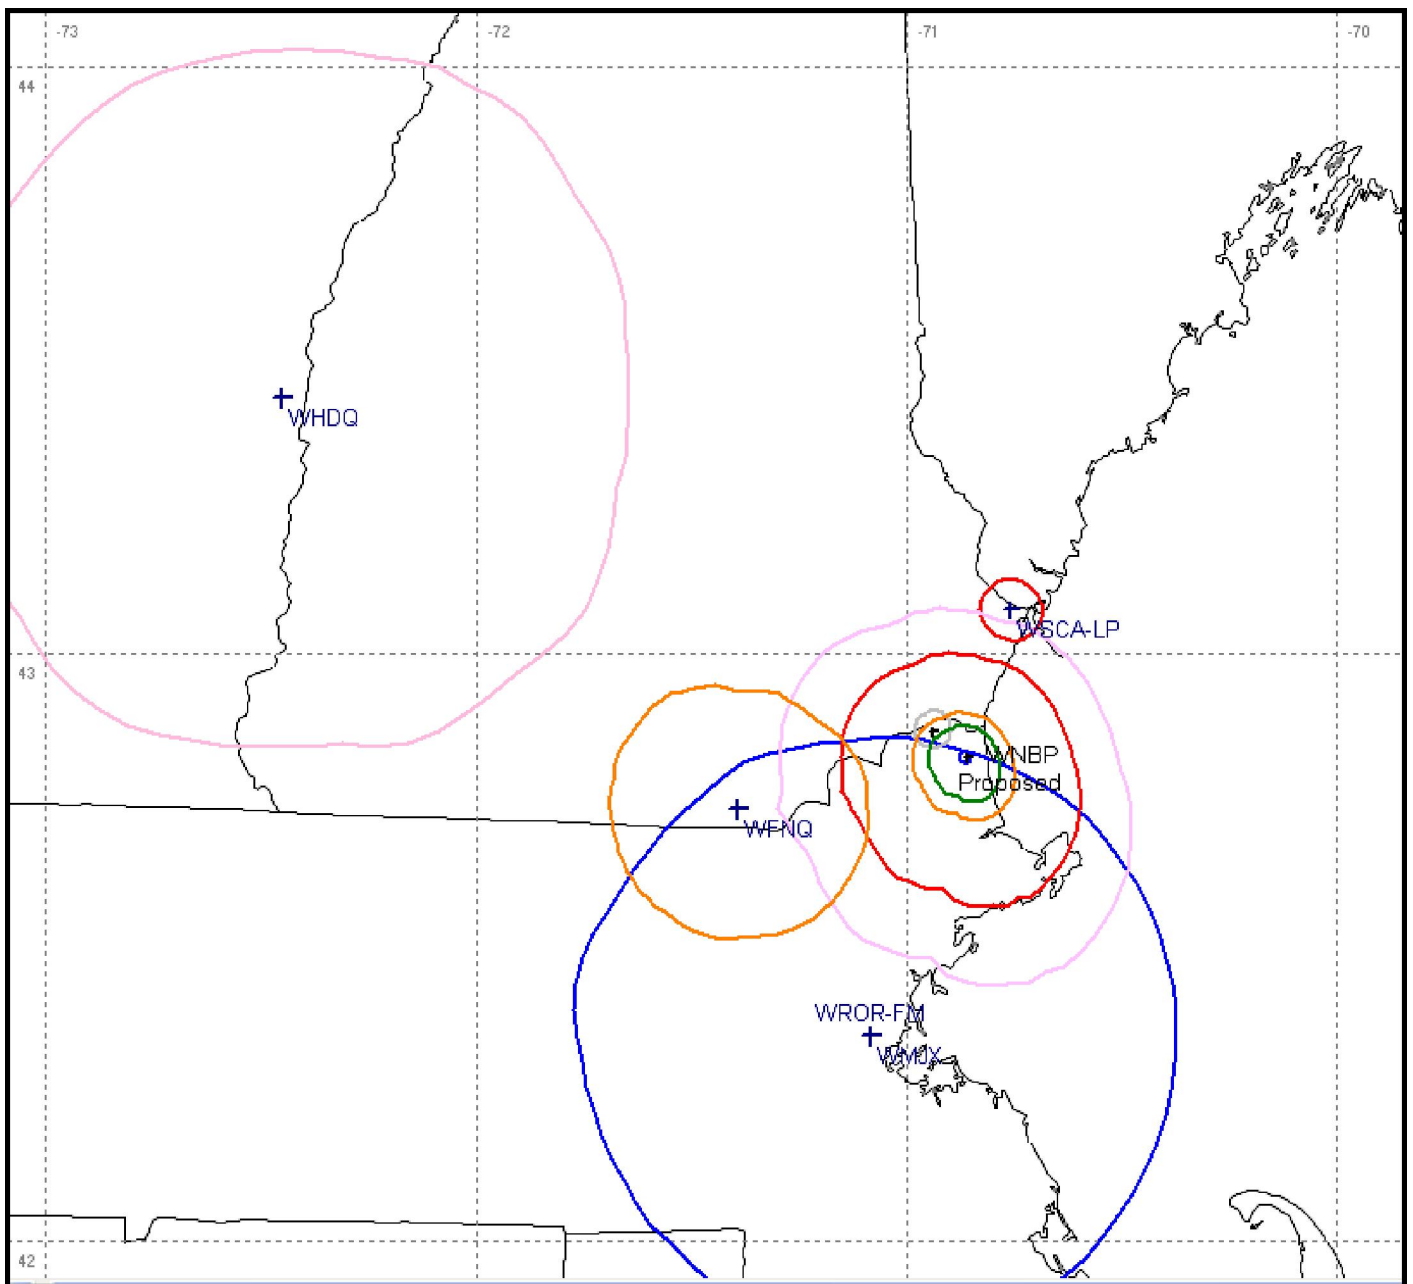 -73
-72
-71
-70
44
WHDQ
WSCA-LP
43
WNBP
Proposed
WFNQ
WROR-FM
WMJX
42